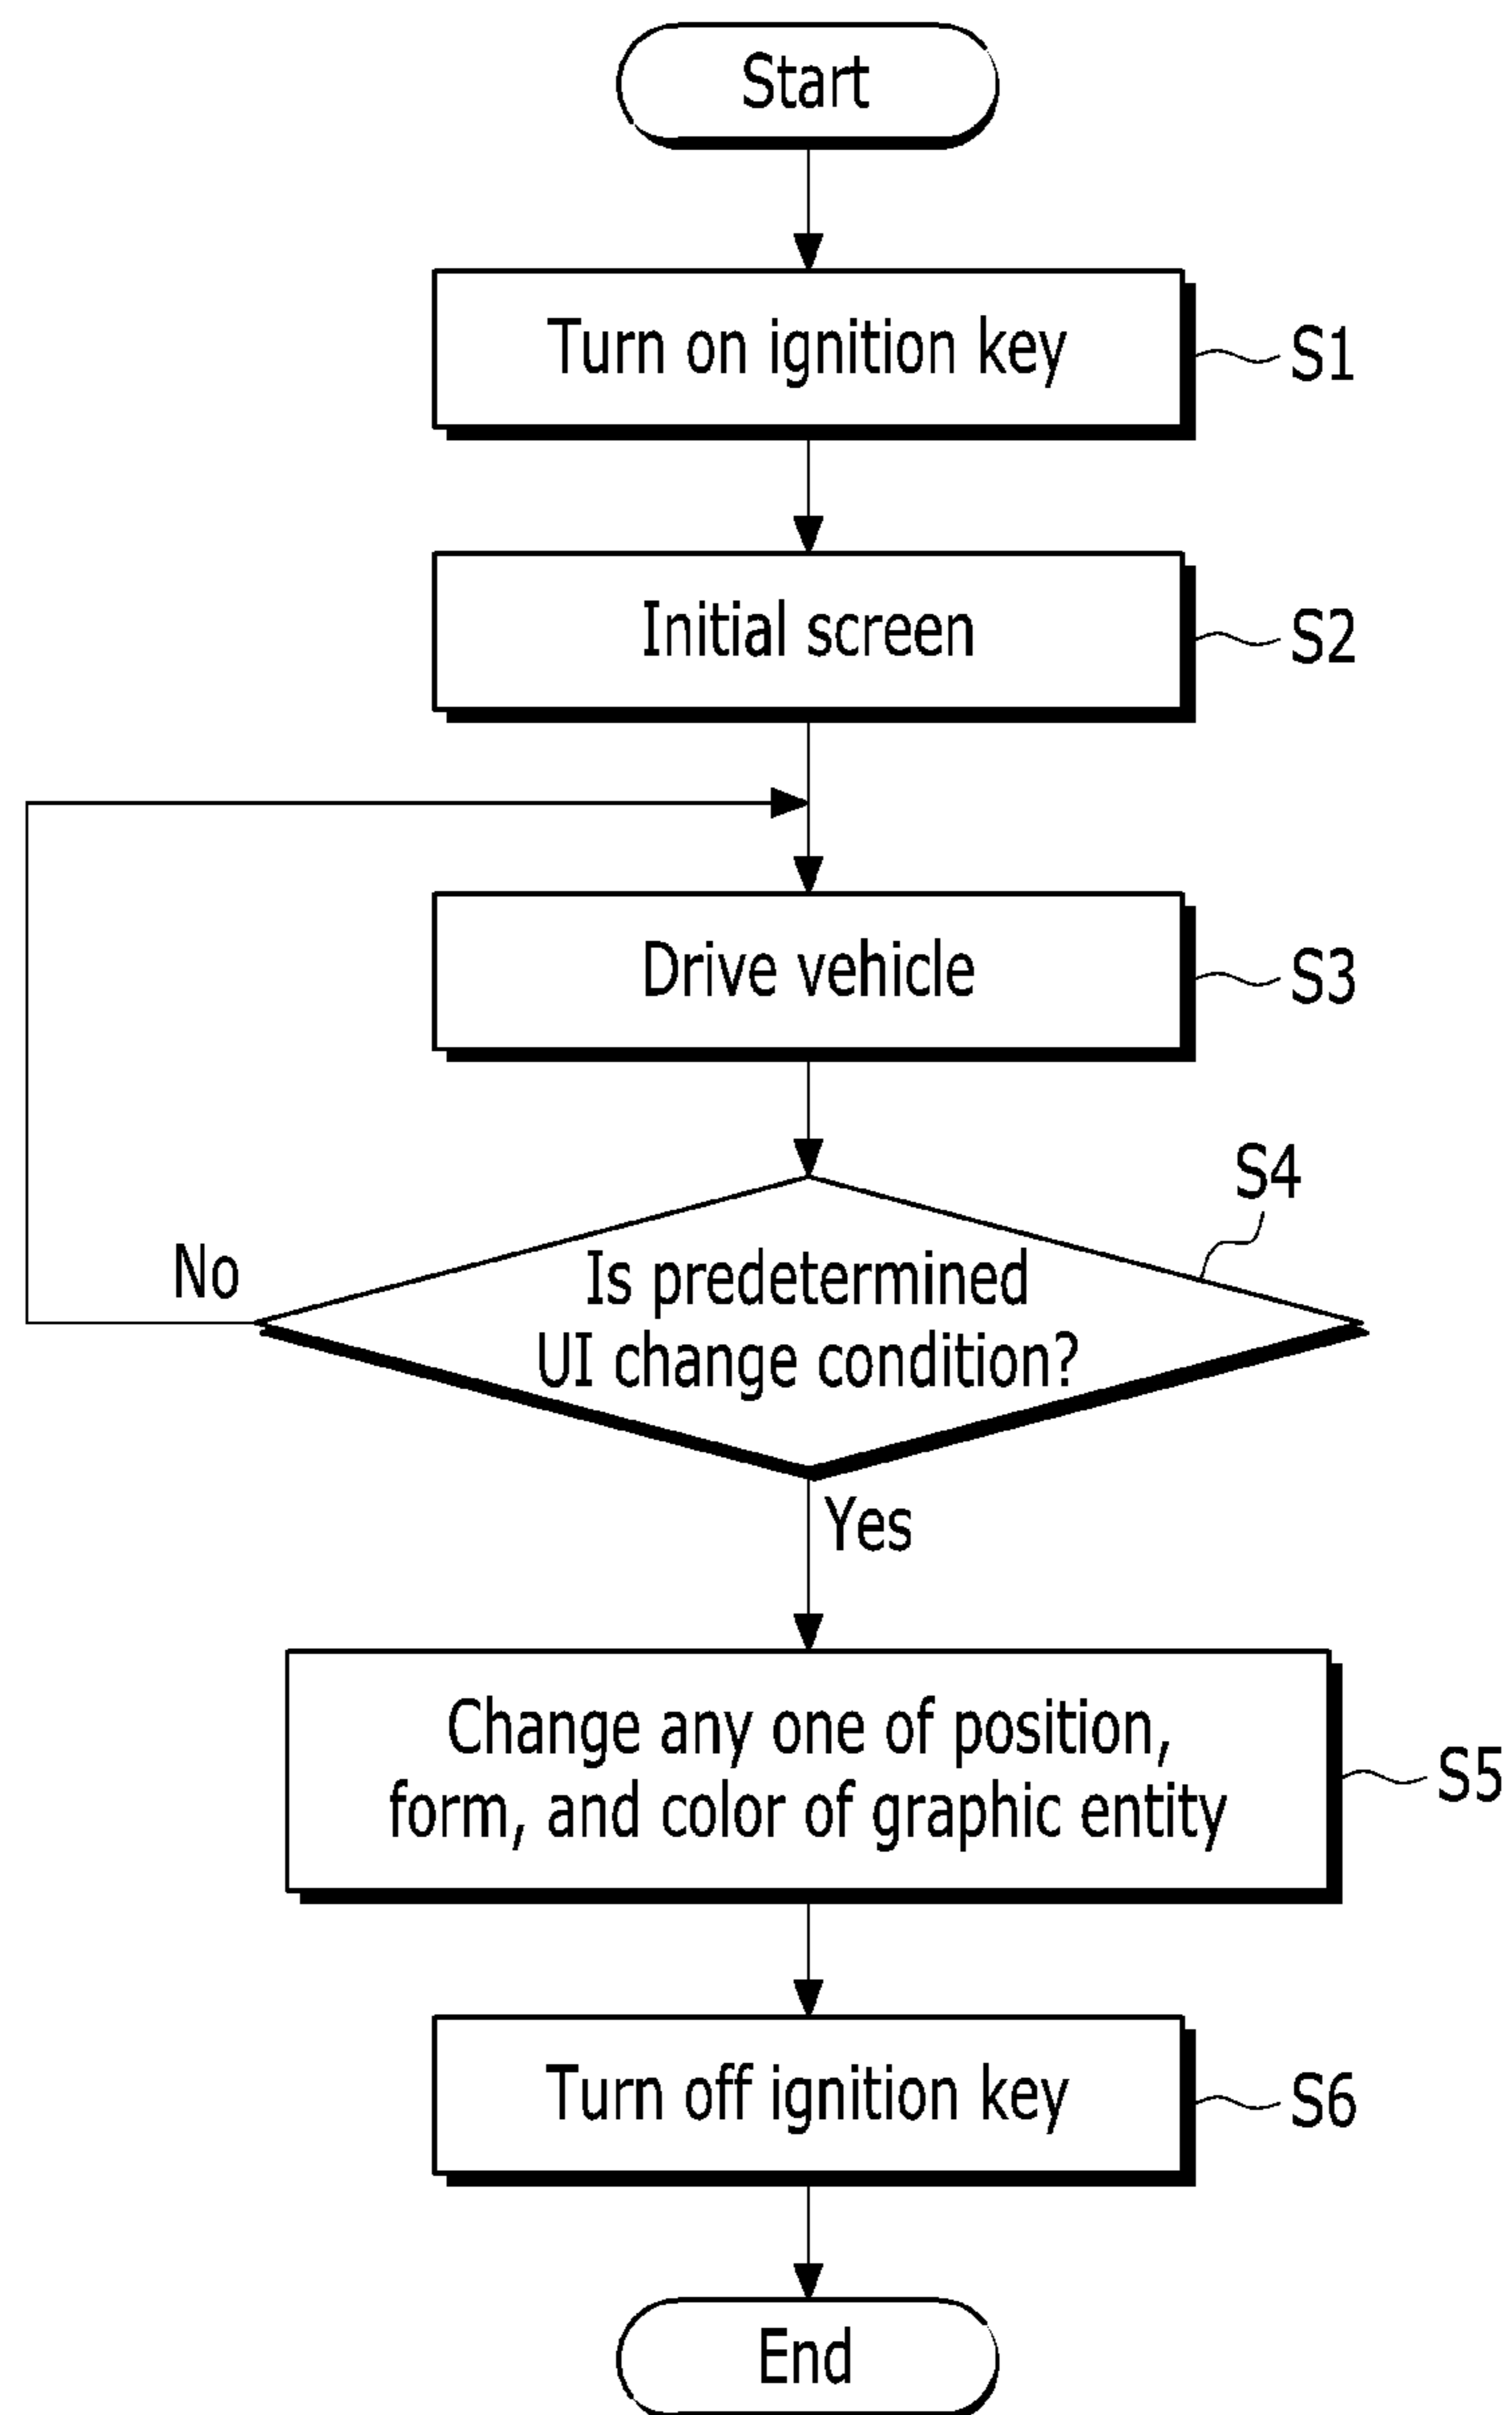 Start
Turn on ignition key
S1
Initial screen
S2
Drive vehicle
S3
S4
No
Is predetermined
UI change condition?
Yes
Change any one of position,
form, and color of graphic entity
S5
Turn off ignition key
S6
End